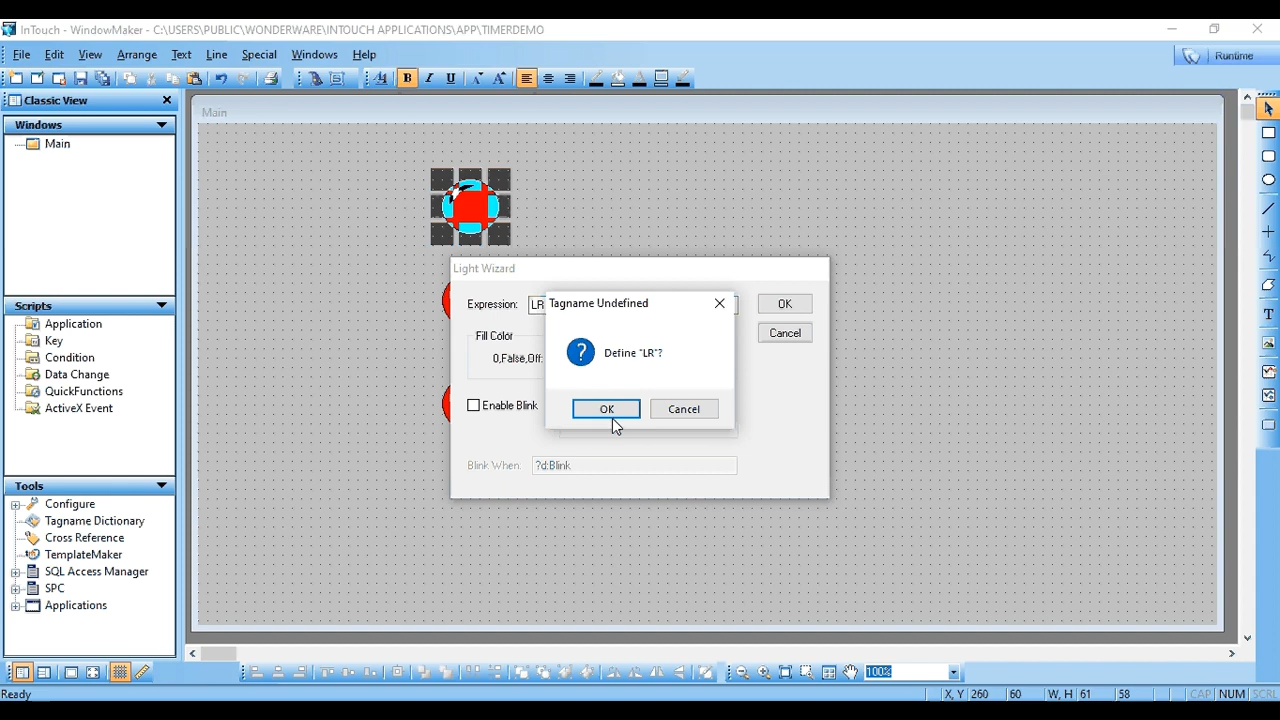 InTouch - WindowMaker - C:\USERS\PUBLIC\WONDERWARE\INTOUCH APPLICATIONS\APP\TIMERDEMO
File Edit View Arrange Text Line Special Windows Help
Runtime
B I U
Classic View
Windows
Main
Scripts
Application
Key
Condition
Data Change
QuickFunctions
ActiveX Event
Tools
Configure
Tagname Dictionary
Cross Reference
TemplateMaker
SQL Access Manager
SPC
Applications
Main
Light Wizard
Expression: LR
OK
Cancel
Fill Color
0,False,Off:
Enable Blink
Blink When: ?d:Blink
Tagname Undefined
Define "LR"?
OK Cancel
100%
Ready
X, Y 260 60 W, H 61 58 CAP NUM SCRL